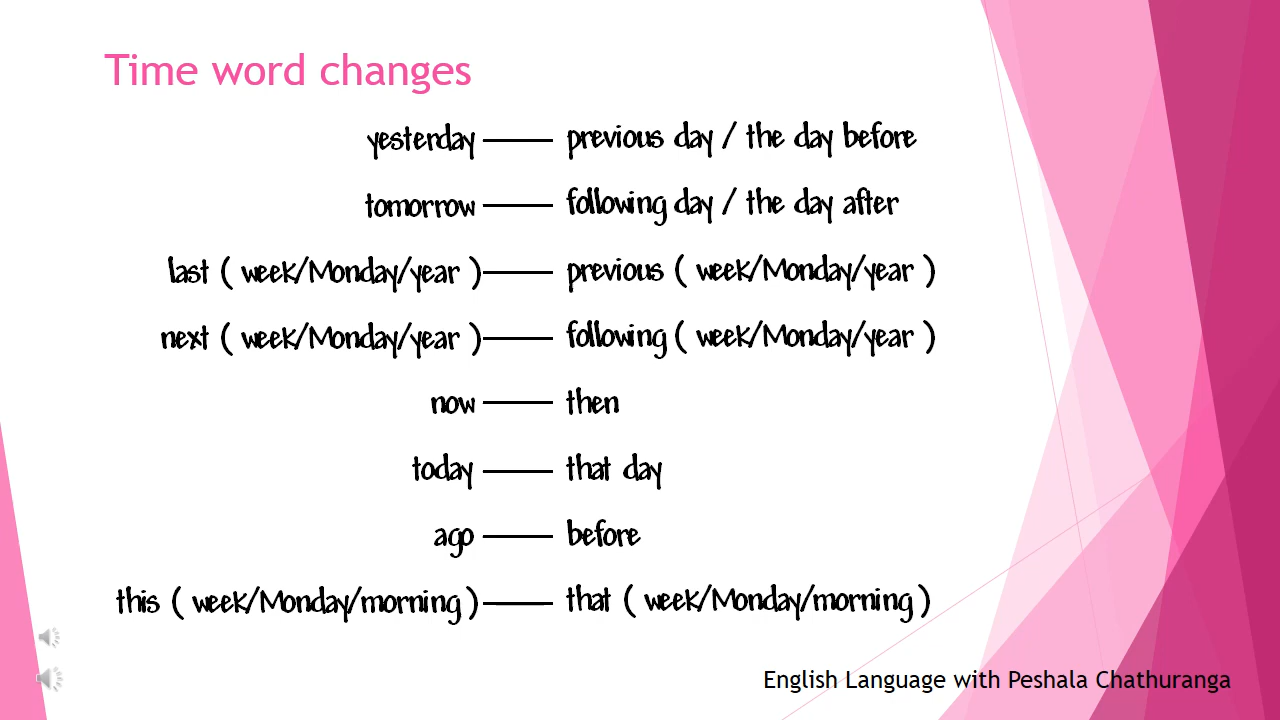 Time word changes
yesterday previous day / the day before
tomorrow following day / the day after
last ( week/Monday/year ) previous ( week/Monday/year )
next ( week/Monday/year ) following ( week/Monday/year )
now then
today that day
ago before
this ( week/Monday/morning ) that ( week/Monday/morning )
English Language with Peshala Chathuranga